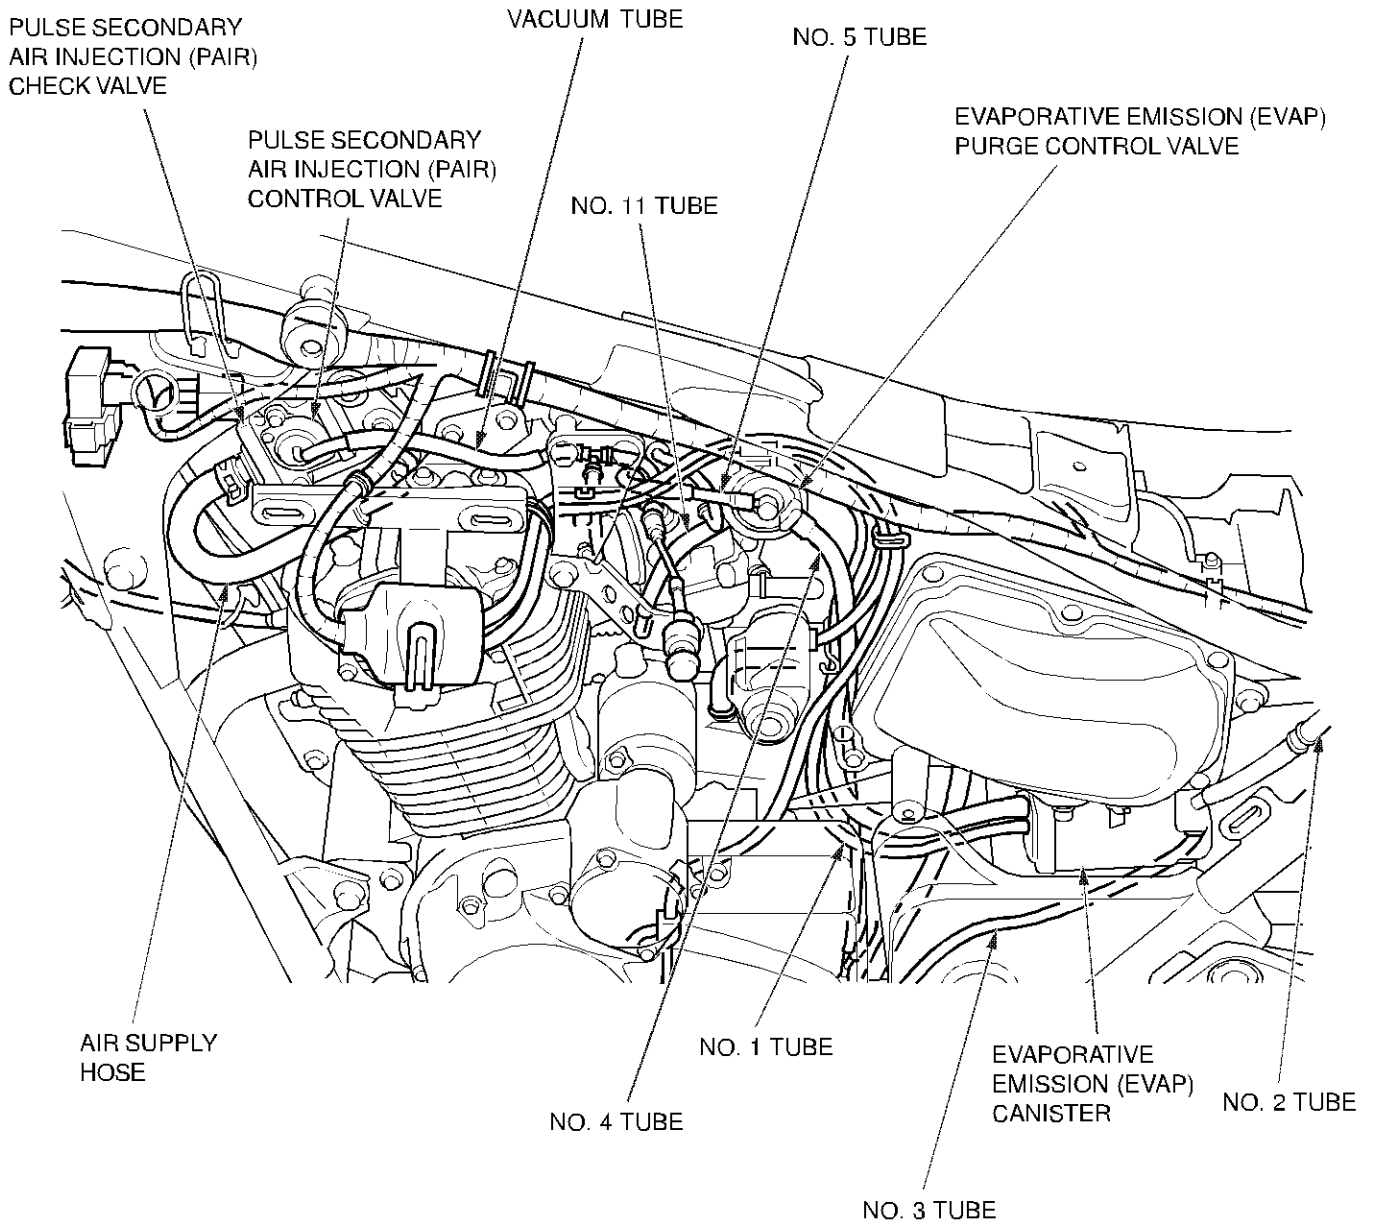 PULSE SECONDARY
AIR INJECTION (PAIR)
CHECK VALVE
VACUUM TUBE
NO. 5 TUBE
EVAPORATIVE EMISSION (EVAP)
PURGE CONTROL VALVE
PULSE SECONDARY
AIR INJECTION (PAIR)
CONTROL VALVE
NO. 11 TUBE
AIR SUPPLY
HOSE
NO. 1 TUBE
EVAPORATIVE
EMISSION (EVAP)
CANISTER
NO. 2 TUBE
NO. 4 TUBE
NO. 3 TUBE